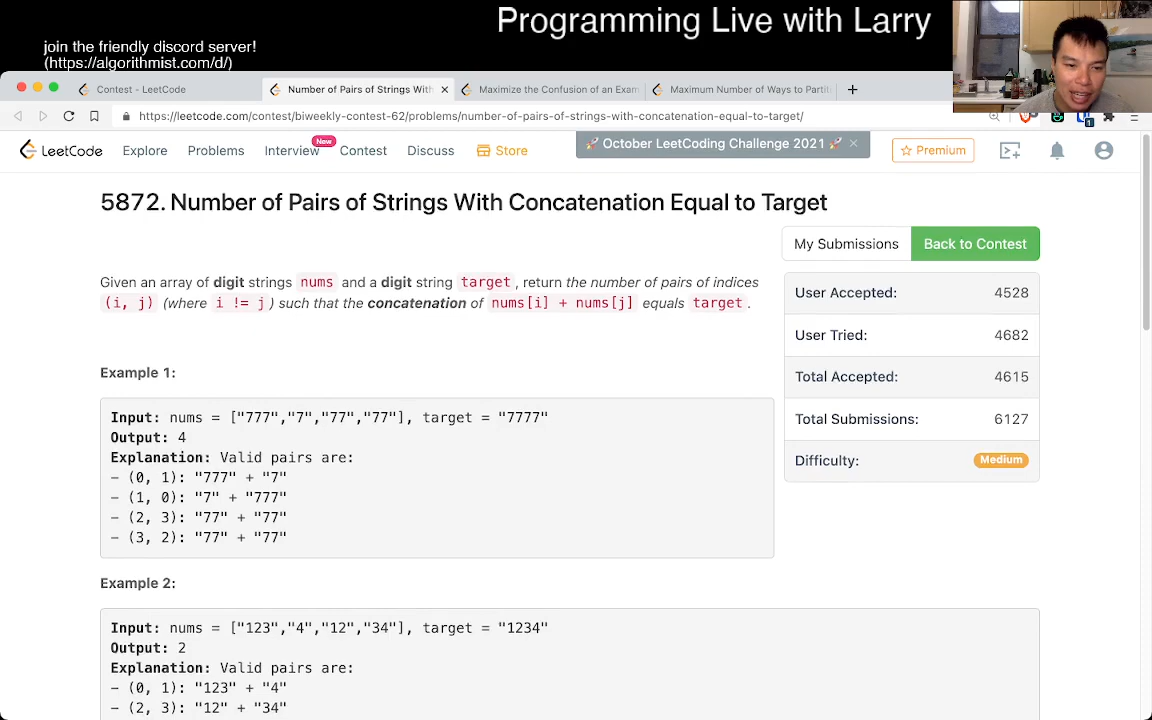 Programming Live with Larry
join the friendly discord server!
(https://algorithmist.com/d/)
Contest - LeetCode
Number of Pairs of Strings With
Maximize the Confusion of an Exam
Maximum Number of Ways to Partit
https://leetcode.com/contest/biweekly-contest-62/problems/number-of-pairs-of-strings-with-concatenation-equal-to-target/
1
LeetCode
Explore
Problems
Interview
New
Contest
Discuss
Store
🚀 October LeetCoding Challenge 2021 🚀
Premium
5872. Number of Pairs of Strings With Concatenation Equal to Target
My Submissions
Back to Contest
Given an array of digit strings nums and a digit string target, return the number of pairs of indices
(i, j) (where i != j) such that the concatenation of nums[i] + nums[j] equals target.
User Accepted: 4528
User Tried: 4682
Total Accepted: 4615
Total Submissions: 6127
Difficulty: Medium
Example 1:
Input: nums = ["777","7","77","77"], target = "7777"
Output: 4
Explanation: Valid pairs are:
- (0, 1): "777" + "7"
- (1, 0): "7" + "777"
- (2, 3): "77" + "77"
- (3, 2): "77" + "77"
Example 2:
Input: nums = ["123","4","12","34"], target = "1234"
Output: 2
Explanation: Valid pairs are:
- (0, 1): "123" + "4"
- (2, 3): "12" + "34"